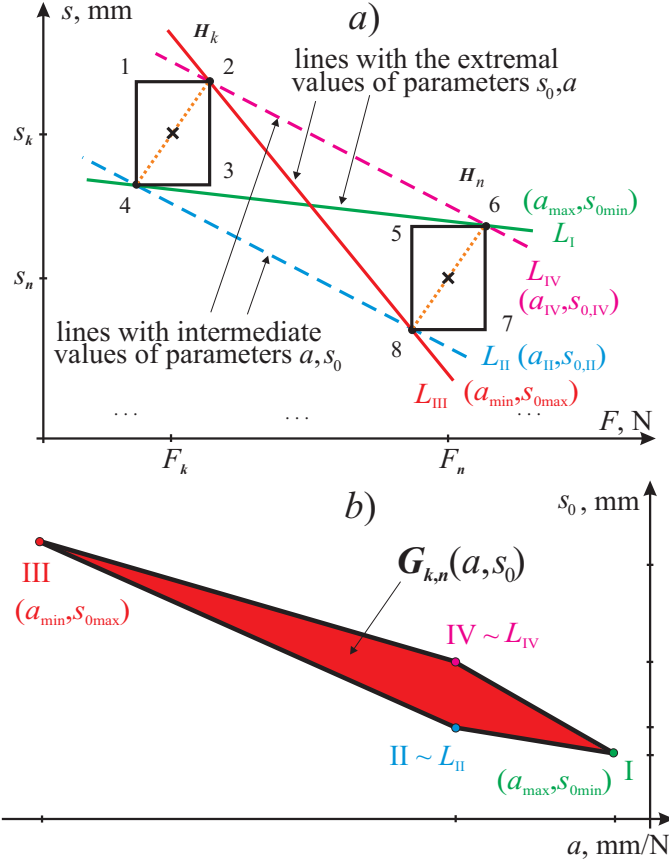 s, mm
H_k
a)
lines with the extremal
values of parameters s_0, a
1
2
s_k
3
4
H_n
6
(a_max, s_0min)
5
L_I
s_n
L_IV
(a_IV, s_0,IV)
lines with intermediate
values of parameters a, s_0
7
8
L_II (a_II, s_0,II)
L_III (a_min, s_0max)
... ... ...
F, N
F_k
F_n
b)
s_0, mm
III
G_k,n(a, s_0)
(a_min, s_0max)
IV ~ L_IV
II ~ L_II
I
(a_max, s_0min)
a, mm/N